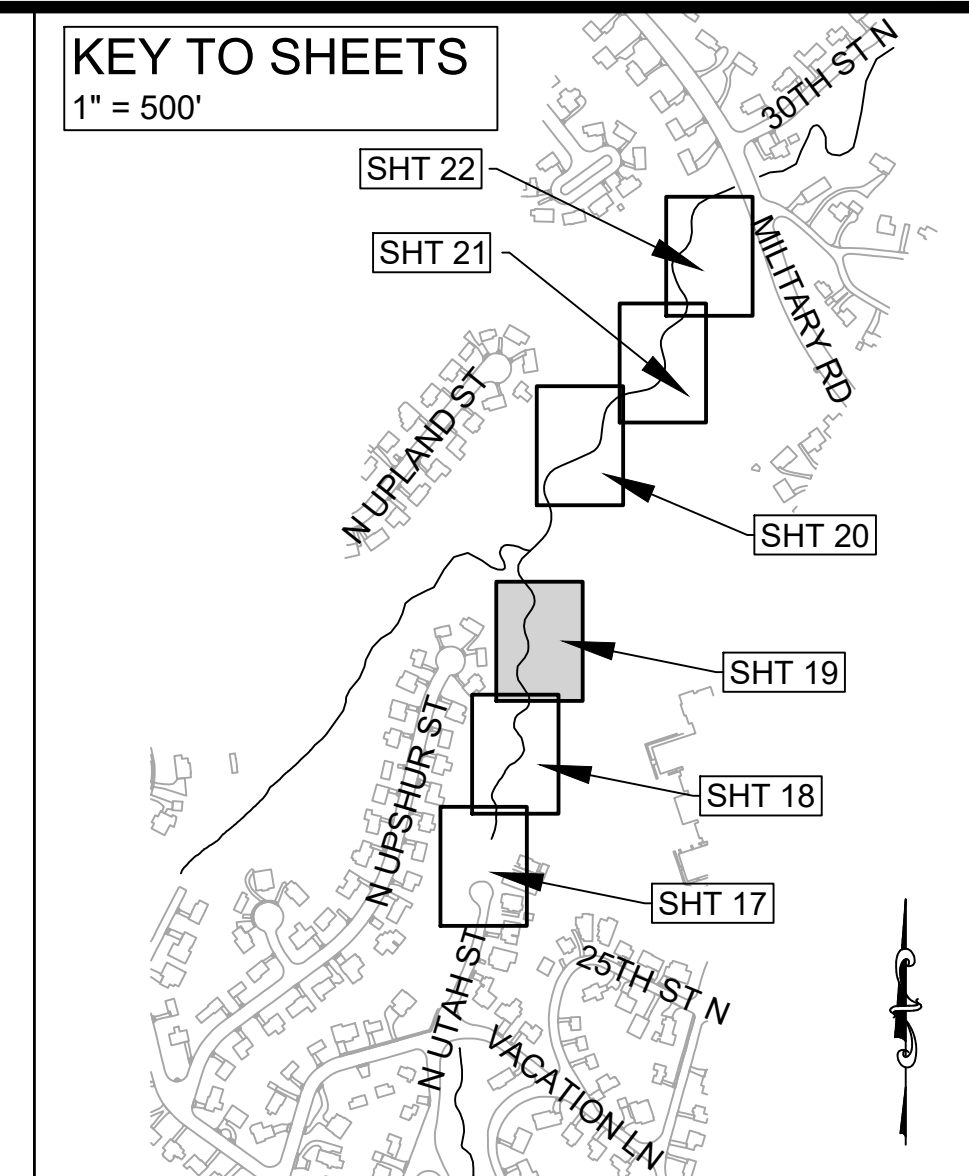 KEY TO SHEETS
1" = 500'
30TH ST N
SHT 22
SHT 21
MILITARY RD
N UPLAND ST
SHT 20
SHT 19
N UPSHUR ST
SHT 18
SHT 17
25TH ST N
N UTAH ST
VACATION LN